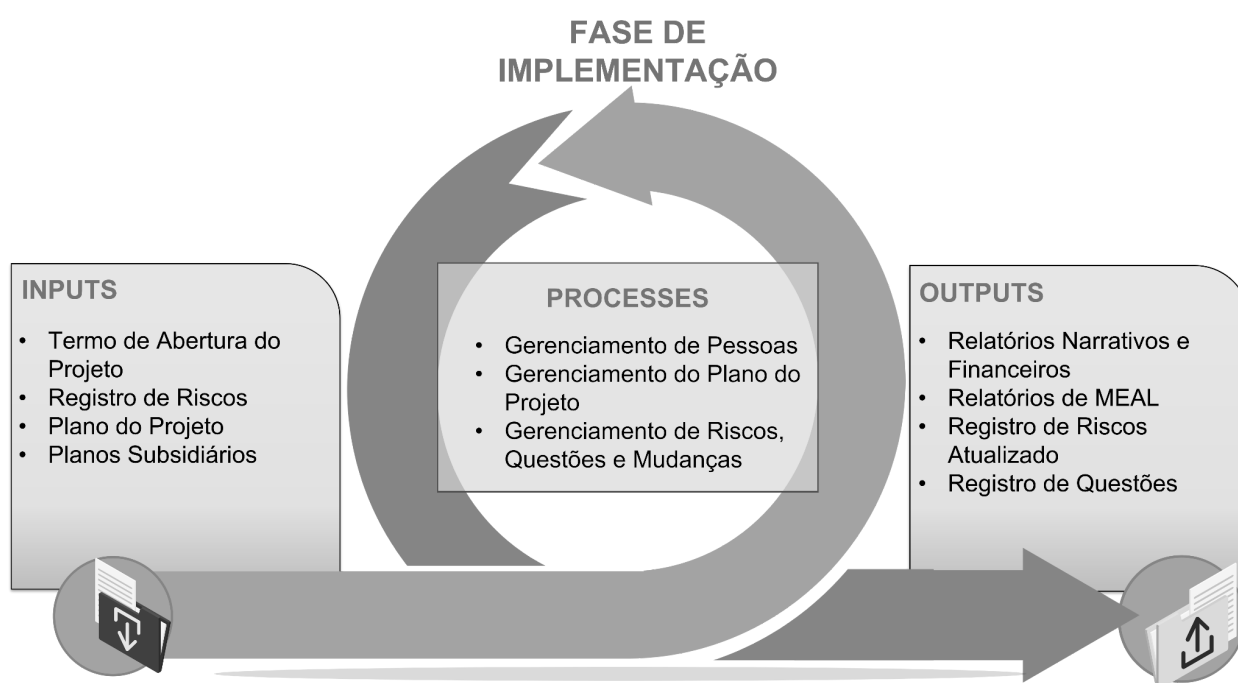 FASE DE
IMPLEMENTAÇÃO
INPUTS
• Termo de Abertura do
Projeto
• Registro de Riscos
• Plano do Projeto
• Planos Subsidiários
PROCESSES
• Gerenciamento de Pessoas
• Gerenciamento do Plano do
Projeto
• Gerenciamento de Riscos,
Questões e Mudanças
OUTPUTS
• Relatórios Narrativos e
Financeiros
• Relatórios de MEAL
• Registro de Riscos
Atualizado
• Registro de Questões